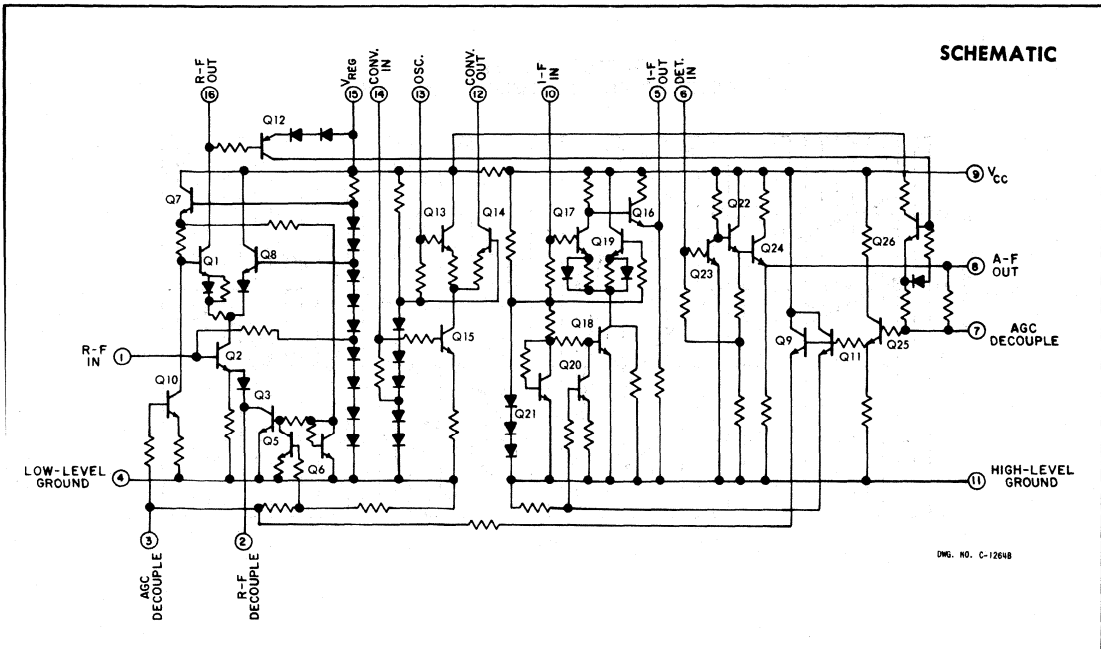 SCHEMATIC
R-F
OUT
16
VREG
15
CONV.
IN
14
OSC.
13
CONV.
OUT
12
I-F
IN
10
I-F
OUT
5
DET.
IN
6
Q12
9
VCC
Q7
Q13
Q14
Q17
Q16
Q22
Q26
Q1
Q8
Q19
Q23
Q24
8
A-F
OUT
R-F
IN
1
Q2
Q15
Q18
Q9
Q11
Q25
7
AGC
DECOUPLE
Q10
Q3
Q20
Q5
Q21
Q6
LOW-LEVEL
GROUND
4
11
HIGH-LEVEL
GROUND
3
AGC
DECOUPLE
2
R-F
DECOUPLE
DWG. NO. C-1264B